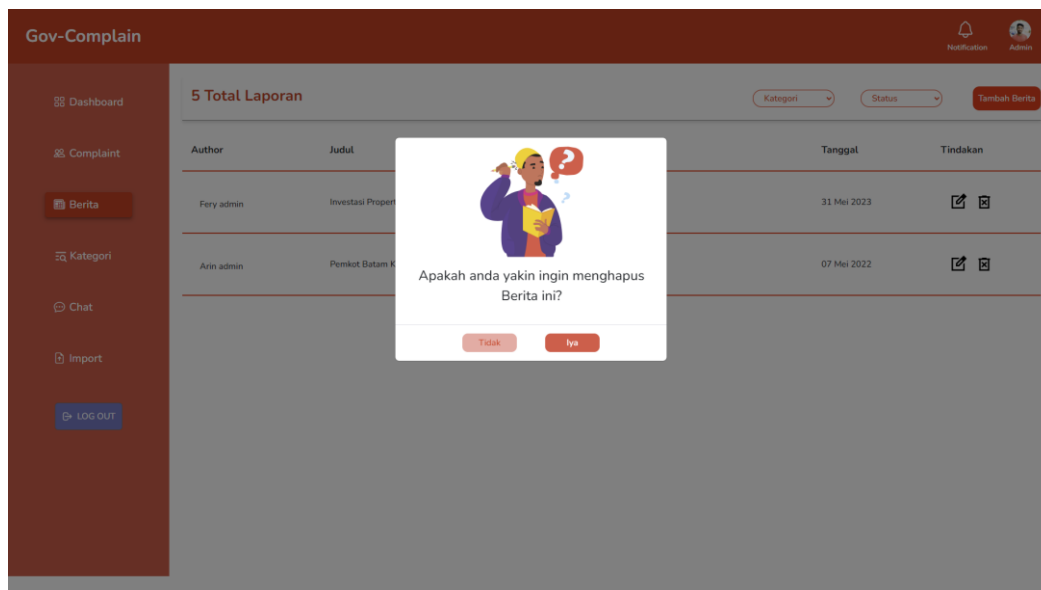 Gov-Complain
Notification
Admin
Dashboard
Complaint
Berita
Kategori
Chat
Import
LOG OUT
5 Total Laporan
Kategori
Status
Tambah Berita
Author Judul Tanggal Tindakan
Fery admin Investasi 31 Mei 2023
Arin admin Pemkot Batam 07 Mei 2022
?
?
Apakah anda yakin ingin menghapus
Berita ini?
Tidak Iya